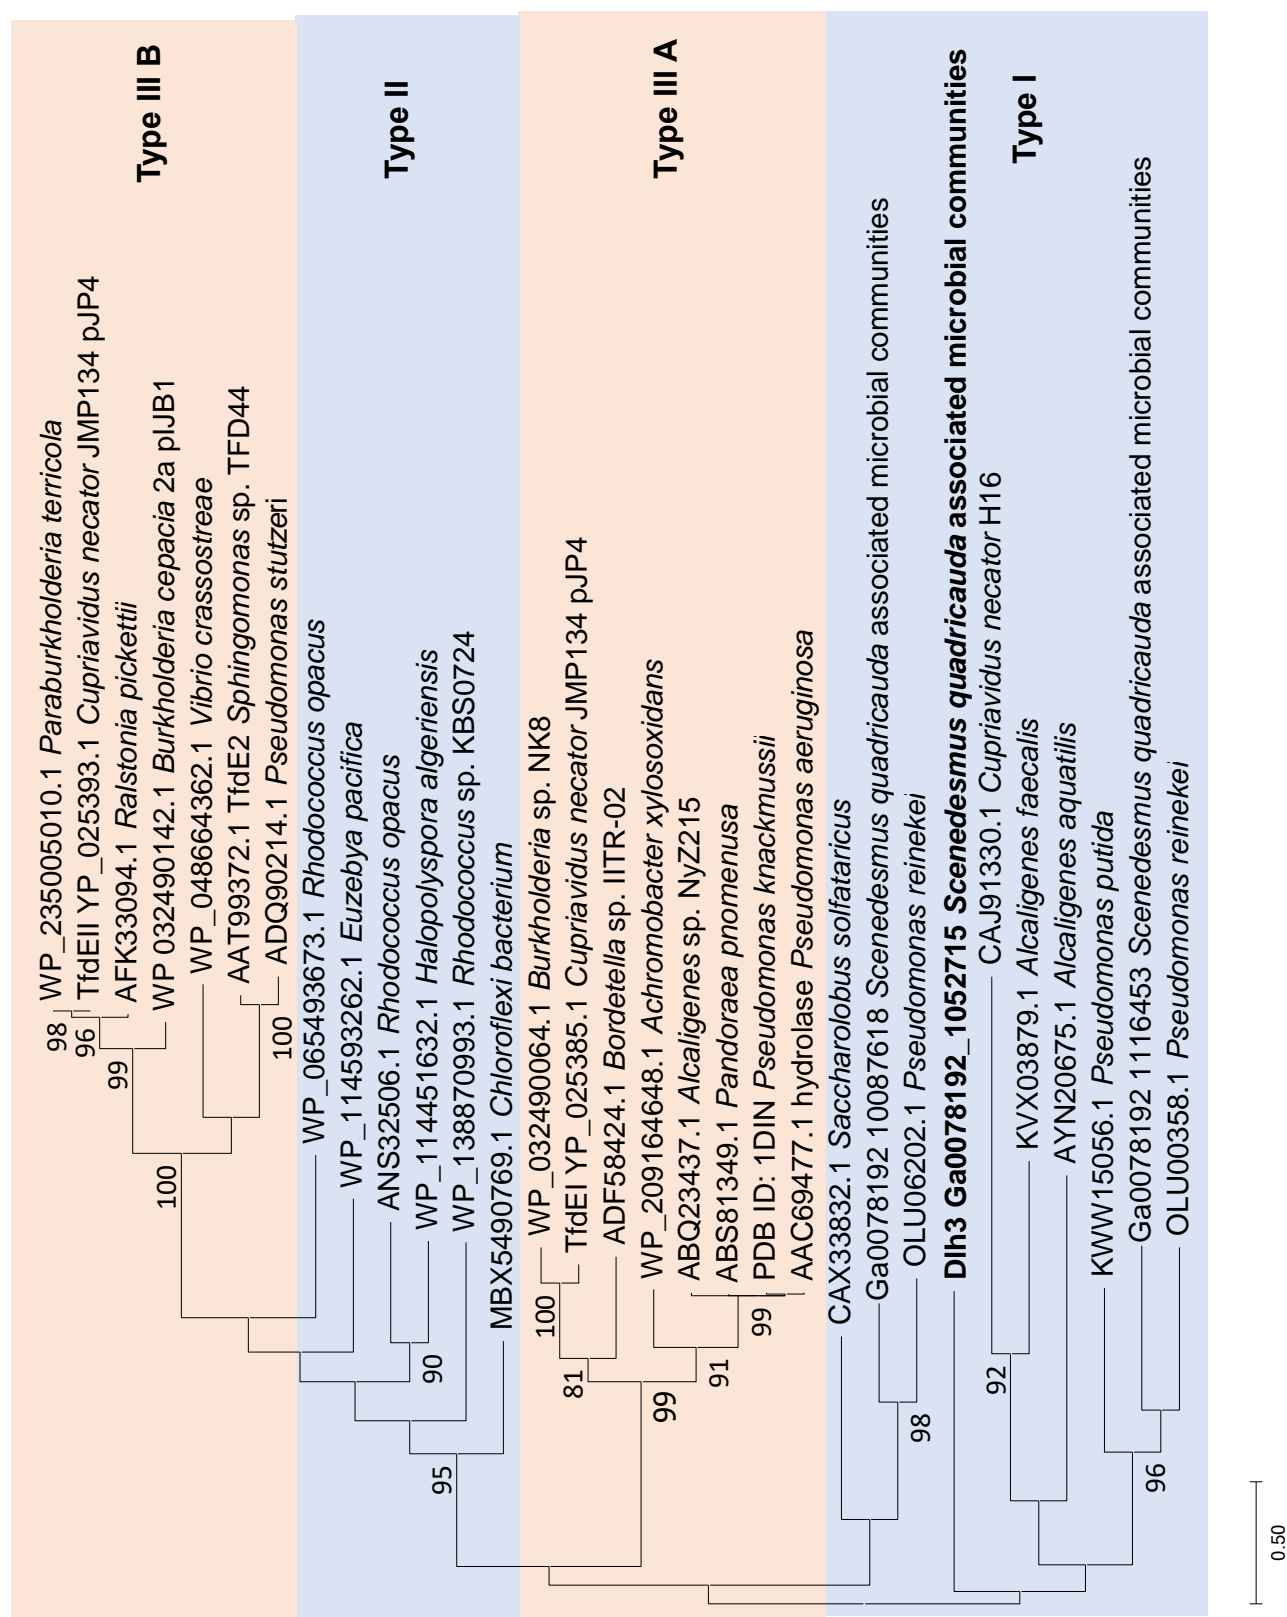 Type III B
WP_235005010.1 Paraburkholderia terricola
TfdEII YP_025393.1 Cupriavidus necator JMP134 pJP4
AFK33094.1 Ralstonia pickettii
WP 032490142.1 Burkholderia cepacia 2a pIJB1
WP_048664362.1 Vibrio crassostreae
AAT99372.1 TfdE2 Sphingomonas sp. TFD44
ADQ90214.1 Pseudomonas stutzeri
98
96
99
100
100
Type II
WP_065493673.1 Rhodococcus opacus
WP_114593262.1 Euzebya pacifica
ANS32506.1 Rhodococcus opacus
WP_114451632.1 Halopolyspora algeriensis
WP_138870993.1 Rhodococcus sp. KBS0724
MBX5490769.1 Chloroflexi bacterium
90
95
Type III A
WP_032490064.1 Burkholderia sp. NK8
TfdEI YP_025385.1 Cupriavidus necator JMP134 pJP4
ADF58424.1 Bordetella sp. IITR-02
WP_209164648.1 Achromobacter xylosoxidans
ABQ23437.1 Alcaligenes sp. NyZ215
ABS81349.1 Pandoraea pnomenusa
PDB ID: 1DIN Pseudomonas knackmussii
AAC69477.1 hydrolase Pseudomonas aeruginosa
100
81
99
91
99
Type I
CAX33832.1 Saccharolobus solfataricus
Ga0078192 10087618 Scenedesmus quadricauda associated microbial communities
OLU06202.1 Pseudomonas reinekei
Dlh3 Ga0078192_1052715 Scenedesmus quadricauda associated microbial communities
CAJ91330.1 Cupriavidus necator H16
KVX03879.1 Alcaligenes faecalis
AYN20675.1 Alcaligenes aquatilis
KWW15056.1 Pseudomonas putida
Ga0078192 1116453 Scenedesmus quadricauda associated microbial communities
OLU00358.1 Pseudomonas reinekei
98
92
96
0.50